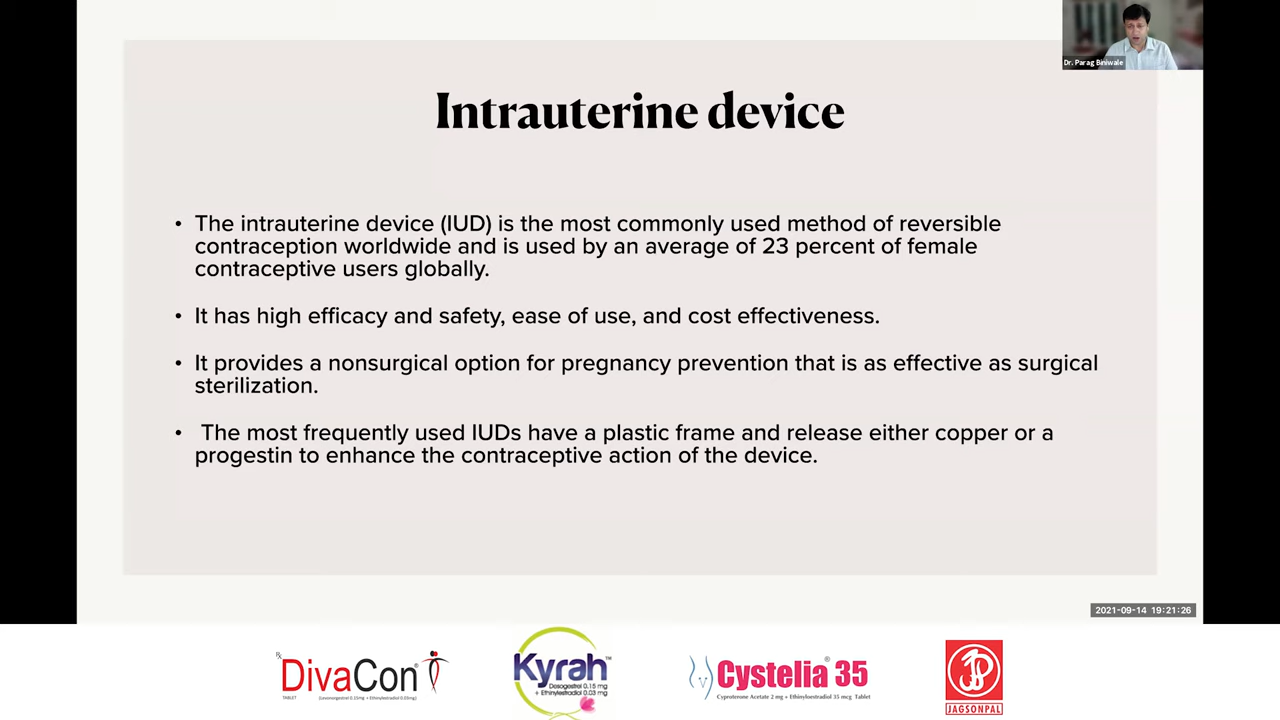 Dr. Parag Biniwale
Intrauterine device
• The intrauterine device (IUD) is the most commonly used method of reversible
contraception worldwide and is used by an average of 23 percent of female
contraceptive users globally.
• It has high efficacy and safety, ease of use, and cost effectiveness.
• It provides a nonsurgical option for pregnancy prevention that is as effective as surgical
sterilization.
• The most frequently used IUDs have a plastic frame and release either copper or a
progestin to enhance the contraceptive action of the device.
2021-09-14 19:21:26
DivaCon®
TABLET
Kyrah™
Desogestrel 0.15 mg
+ Ethinylestradiol 0.03 mg
Cystelia® 35
Cyproterone Acetate 2 mg + Ethinyloestradiol 35 mcg Tablet
JAGSONPAL